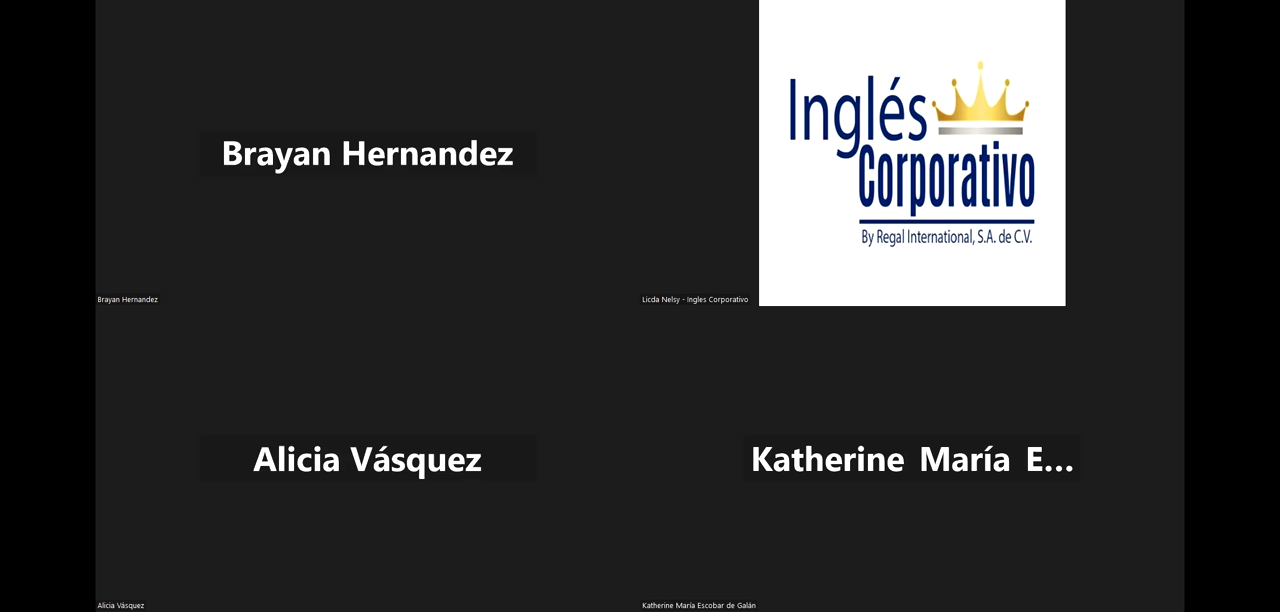 Brayan Hernandez
Brayan Hernandez
Inglés
Corporativo
By Regal International, S.A. de C.V.
Licda Nelsy - Ingles Corporativo
Alicia Vásquez
Alicia Vásquez
Katherine María E...
Katherine María Escobar de Galán